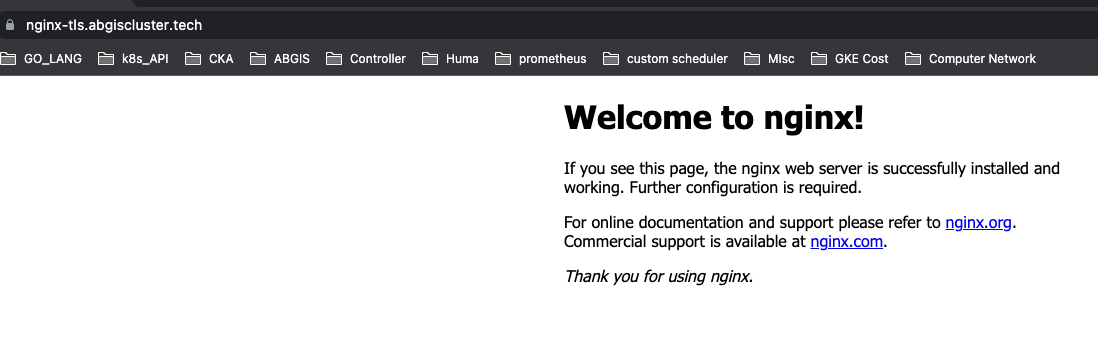 nginx-tls.abgiscluster.tech
GO_LANG k8s_API CKA ABGIS Controller Huma prometheus custom scheduler MIsc GKE Cost Computer Network
Welcome to nginx!
If you see this page, the nginx web server is successfully installed and
working. Further configuration is required.
For online documentation and support please refer to nginx.org.
Commercial support is available at nginx.com.
Thank you for using nginx.